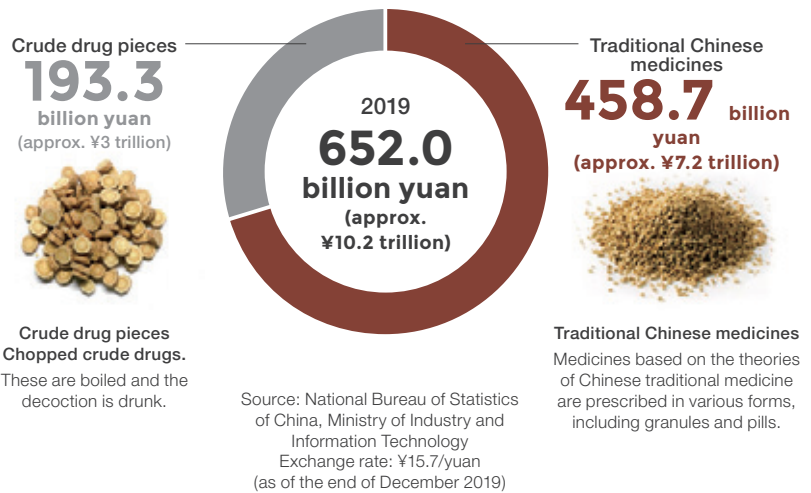 Crude drug pieces
193.3
billion yuan
(approx. ¥3 trillion)
Traditional Chinese
medicines
458.7 billion
yuan
(approx. ¥7.2 trillion)
2019
652.0
billion yuan
(approx.
¥10.2 trillion)
Crude drug pieces
Chopped crude drugs.
These are boiled and the
decoction is drunk.
Traditional Chinese medicines
Medicines based on the theories
of Chinese traditional medicine
are prescribed in various forms,
including granules and pills.
Source: National Bureau of Statistics
of China, Ministry of Industry and
Information Technology
Exchange rate: ¥15.7/yuan
(as of the end of December 2019)